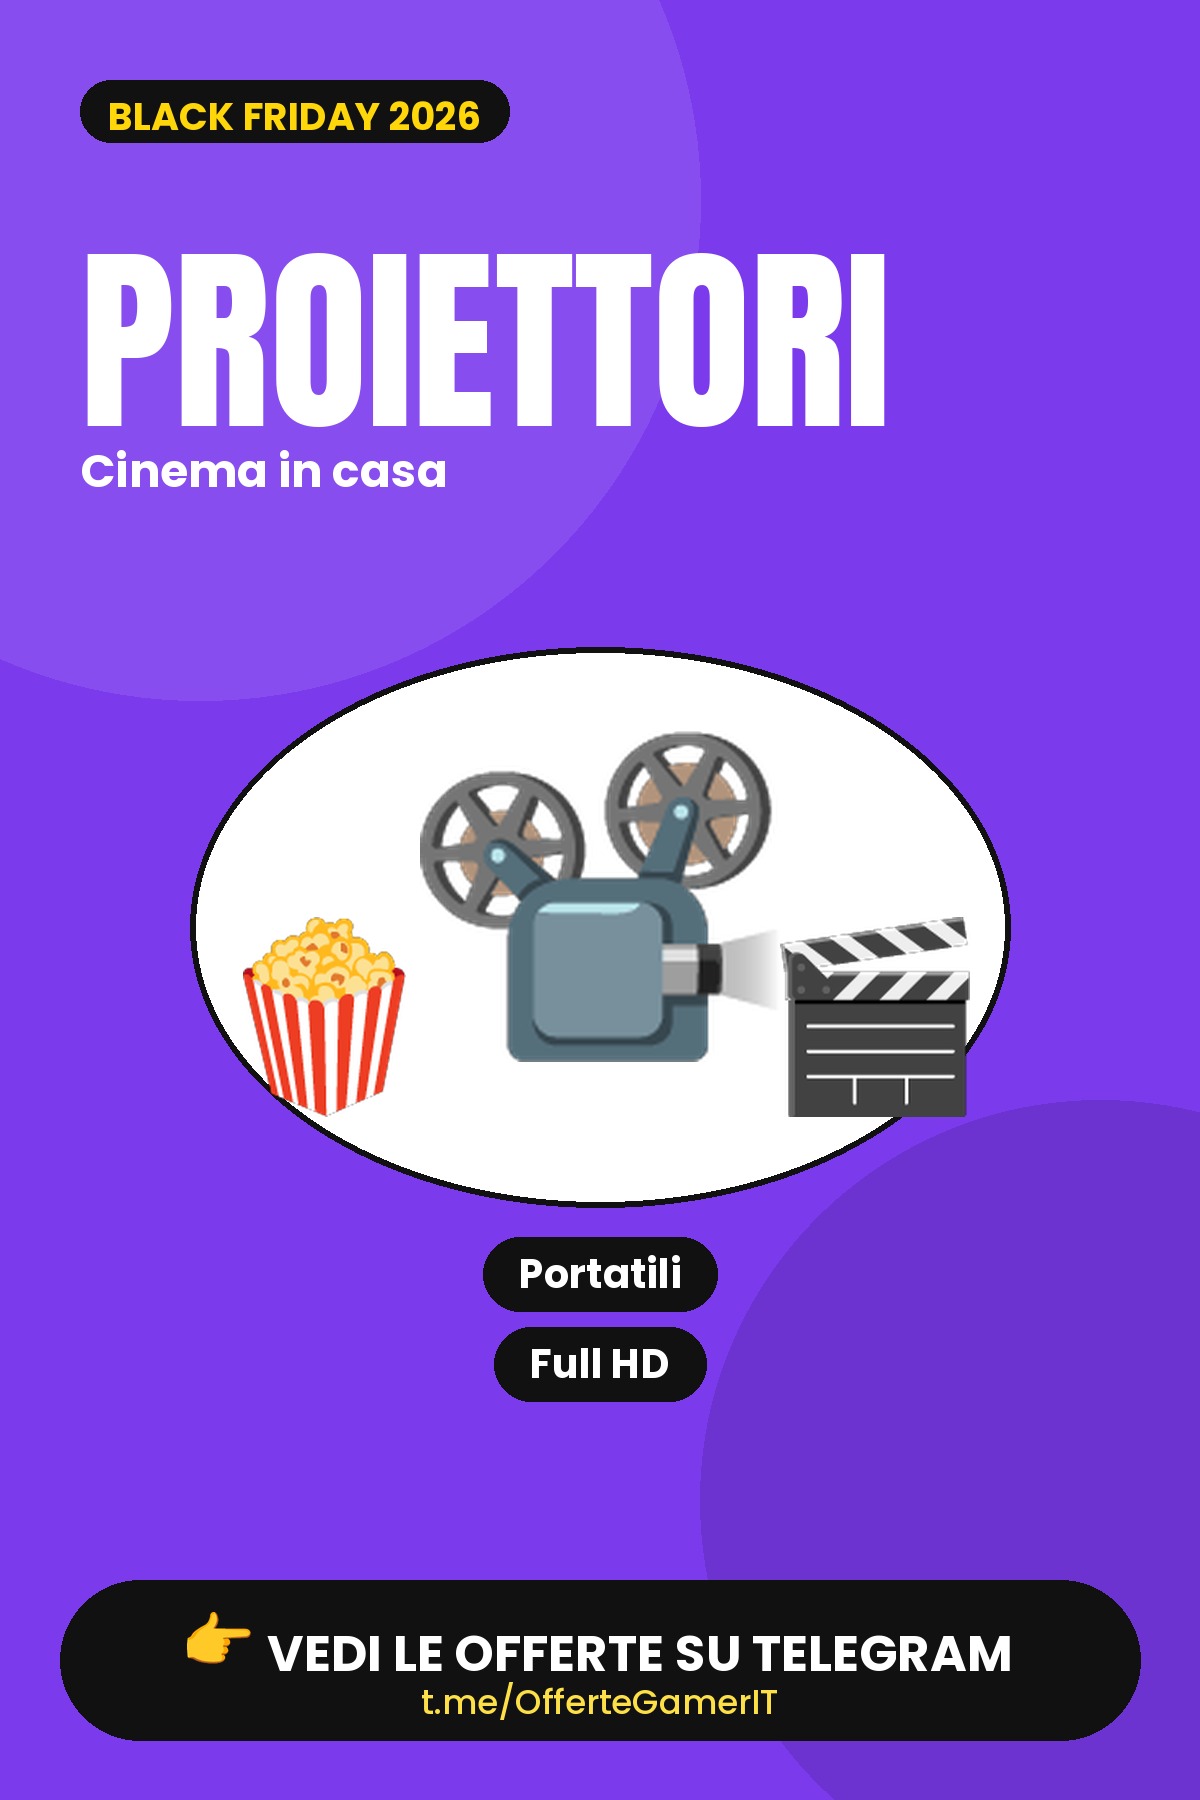 BLACK FRIDAY 2026
PROIETTORI
Cinema in casa
Portatili
Full HD
VEDI LE OFFERTE SU TELEGRAM
t.me/OfferteGamerIT